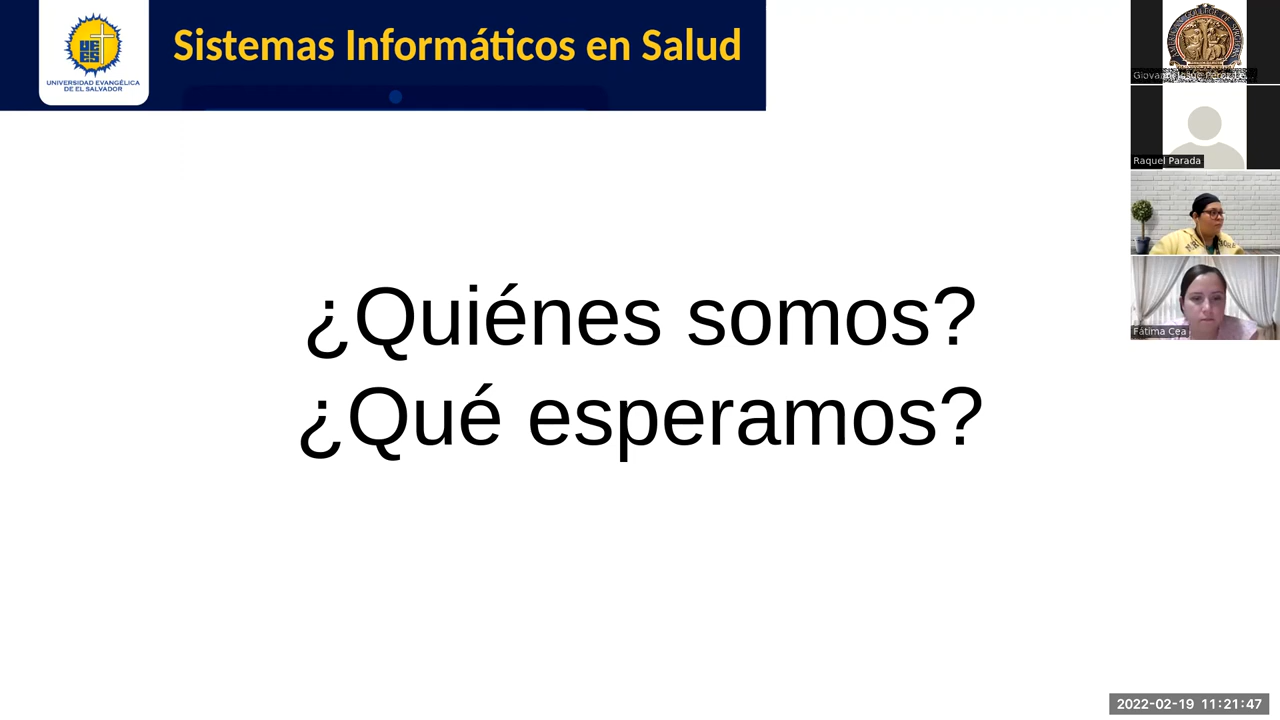 Sistemas Informáticos en Salud
UNIVERSIDAD EVANGÉLICA
DE EL SALVADOR
¿Quiénes somos?
¿Qué esperamos?
Raquel Parada
Fátima Cea
2022-02-19 11:21:47